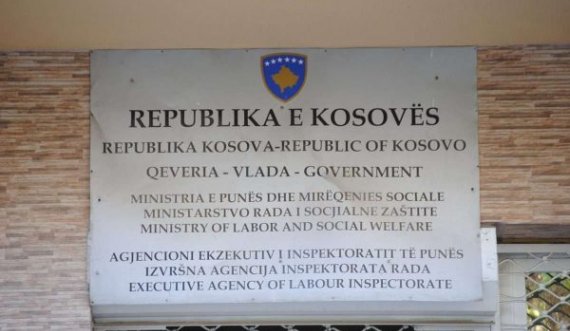 REPUBLIKA E KOSOVËS
REPUBLIKA KOSOVA-REPUBLIC OF KOSOVO
QEVERIA - VLADA - GOVERNMENT
MINISTRIA E PUNËS DHE MIRËQENIES SOCIALE
MINISTARSTVO RADA I SOCJIALNE ZAŠTITE
MINISTRY OF LABOR AND SOCIAL WELFARE
AGJENCIONI EKZEKUTIV I INSPEKTORATIT TË PUNËS
IZVRŠNA AGENCIJA INSPEKTORATA RADA
EXECUTIVE AGENCY OF LABOUR INSPECTORATE